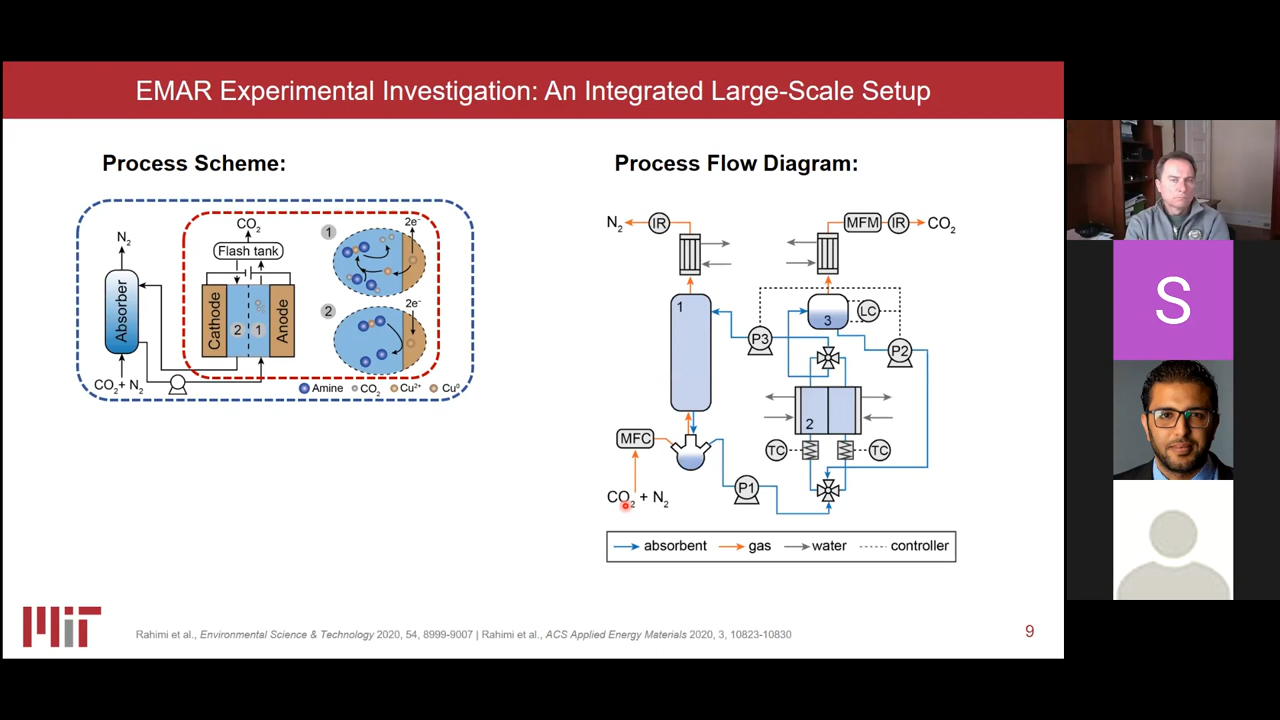 EMAR Experimental Investigation: An Integrated Large-Scale Setup
Process Scheme:
N₂
Absorber
CO₂+ N₂
CO₂
Flash tank
Cathode
2
1
Anode
1
2e⁻
2
2e⁻
Amine
CO₂
Cu²⁺
Cu⁰
Process Flow Diagram:
N₂
IR
MFM
IR
CO₂
1
3
LC
P3
P2
2
MFC
TC
TC
P1
CO₂ + N₂
absorbent
gas
water
controller
MIT
Rahimi et al., Environmental Science & Technology 2020, 54, 8999-9007 | Rahimi et al., ACS Applied Energy Materials 2020, 3, 10823-10830
9
S